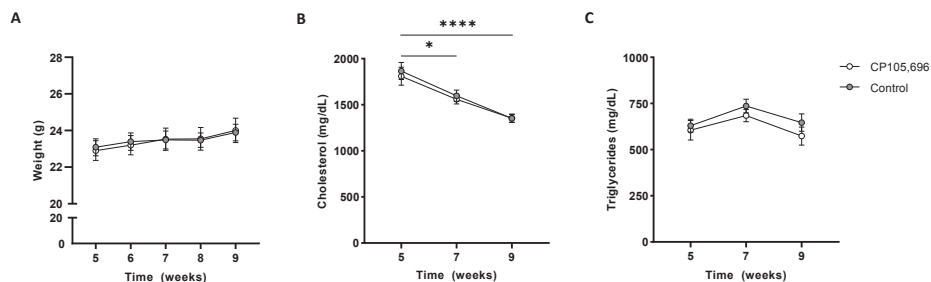 A
Weight (g)
28
26
24
22
20
20
0
5 6 7 8 9
Time (weeks)
B
****
*
Cholesterol (mg/dL)
2000
1500
1000
500
0
5 7 9
Time (weeks)
C
Triglycerides (mg/dL)
1000
750
500
250
0
5 7 9
Time (weeks)
CP105,696
Control